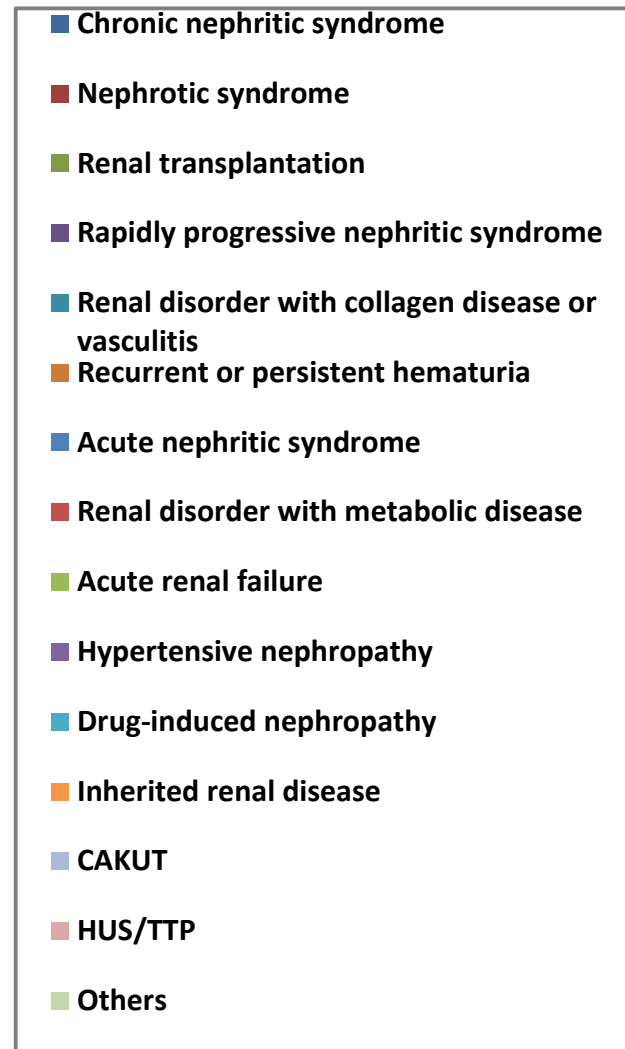 Chronic nephritic syndrome
Nephrotic syndrome
Renal transplantation
Rapidly progressive nephritic syndrome
Renal disorder with collagen disease or
vasculitis
Recurrent or persistent hematuria
Acute nephritic syndrome
Renal disorder with metabolic disease
Acute renal failure
Hypertensive nephropathy
Drug-induced nephropathy
Inherited renal disease
CAKUT
HUS/TTP
Others